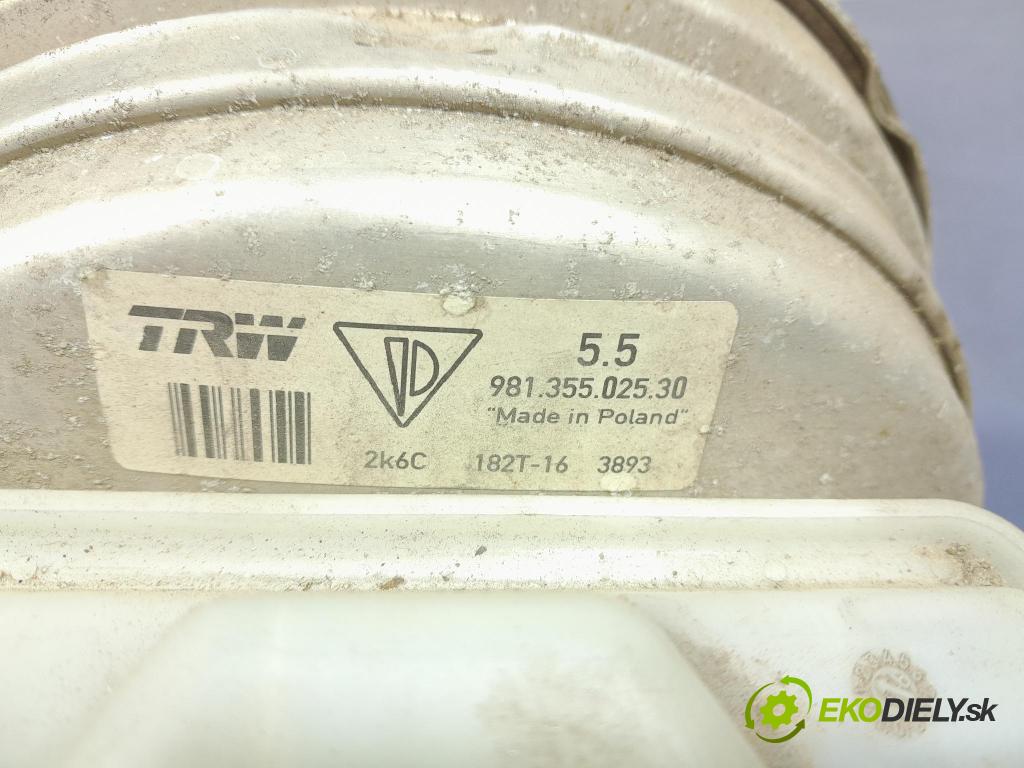 TRW
5.5
981.355.025.30
"Made in Poland"
2k6C 182T-16 3893
EKODIELY.sk